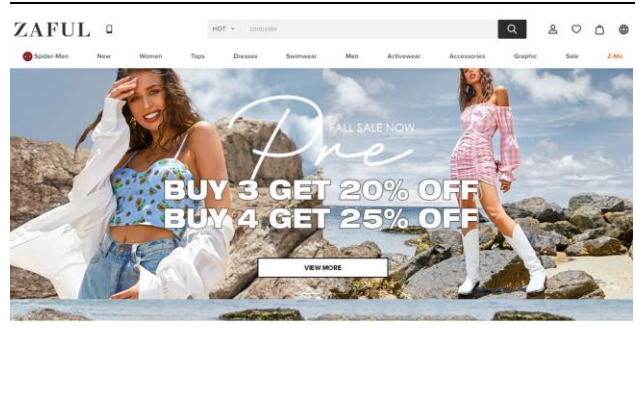 ZAFUL
HOT
Spider-Man New Women Tops Dresses Swimwear Men Activewear Accessories Graphic Sale Z-Me
Pre
FALL SALE NOW
BUY 3 GET 20% OFF
BUY 4 GET 25% OFF
VIEW MORE